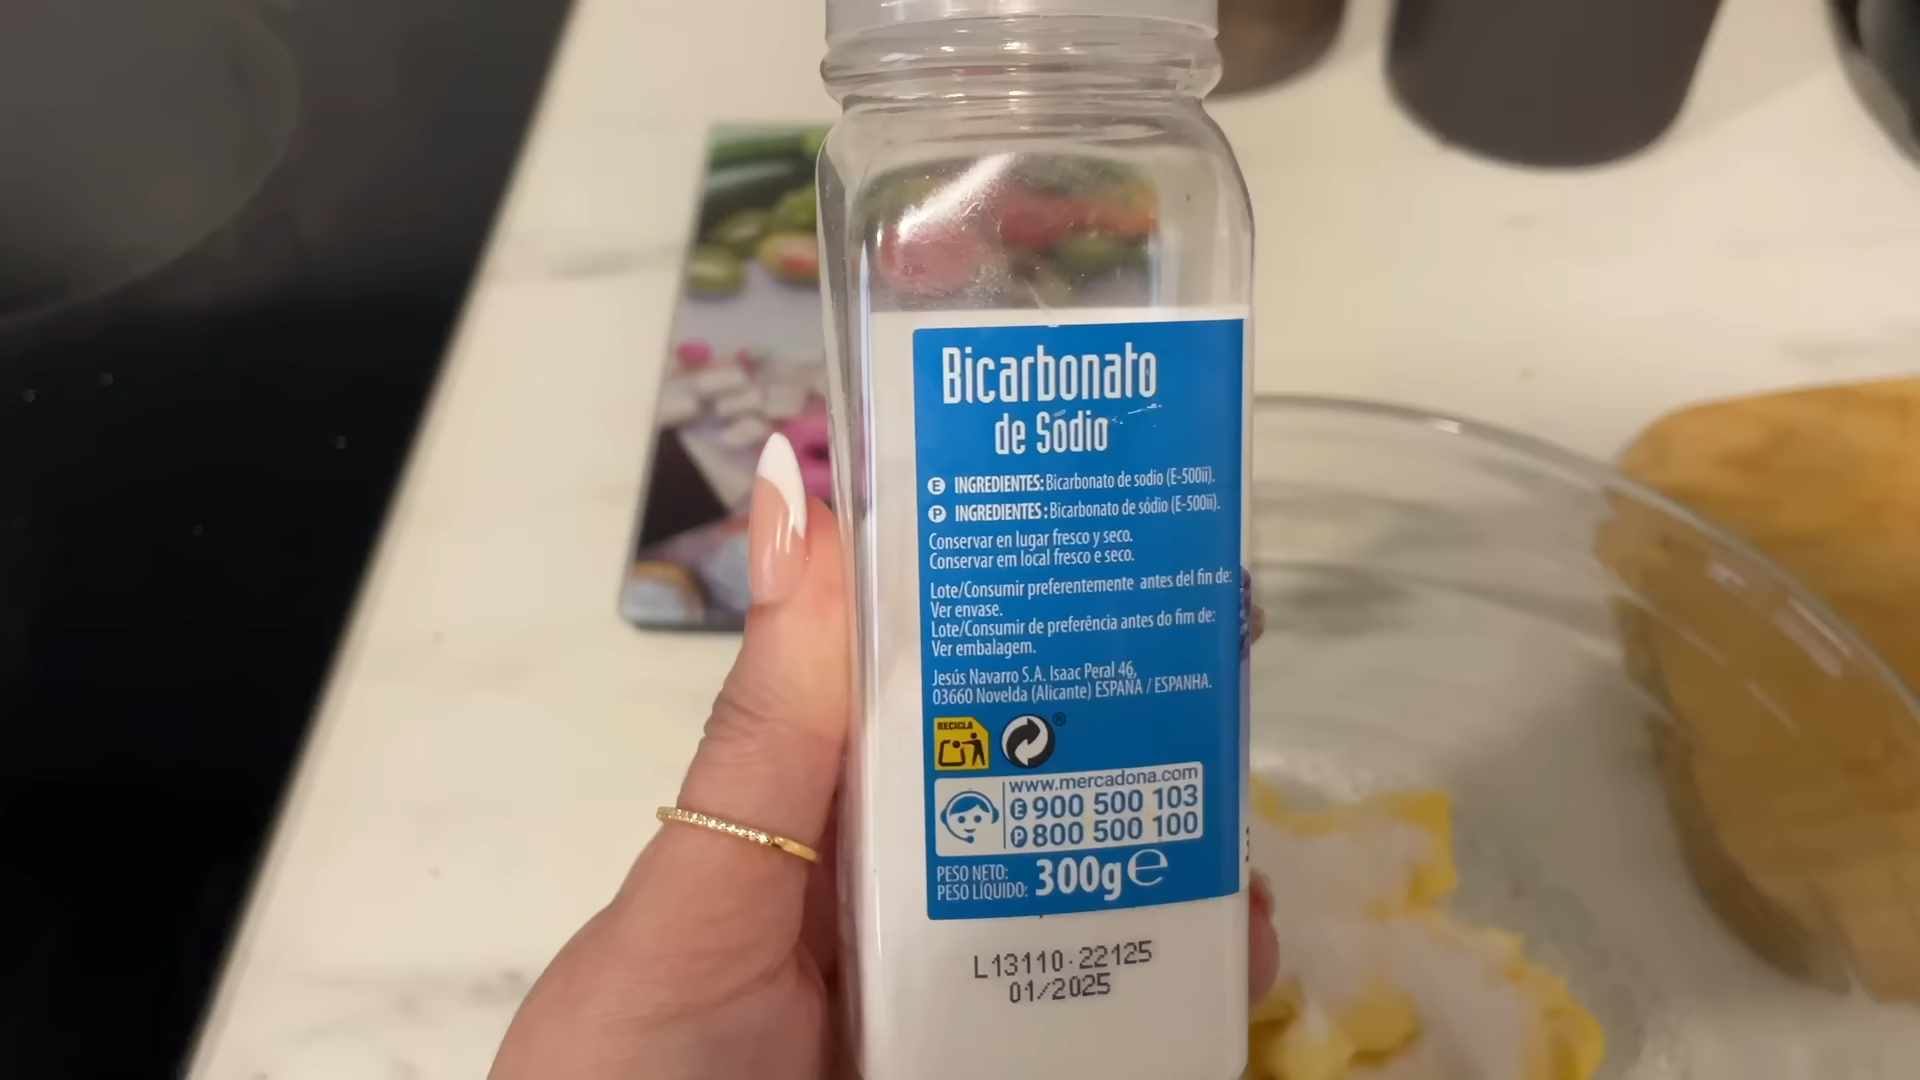 Bicarbonato
de Sódio
E INGREDIENTES: Bicarbonato de sodio (E-500ii).
P INGREDIENTES: Bicarbonato de sódio (E-500ii).
Conservar en lugar fresco y seco.
Conservar em local fresco e seco.
Lote/Consumir preferentemente antes del fin de:
Ver envase.
Lote/Consumir de preferência antes do fim de:
Ver embalagem.
Jesús Navarro S.A. Isaac Peral 46,
03660 Novelda (Alicante) ESPAÑA / ESPANHA.
RECICLA
®
www.mercadona.com
E 900 500 103
P 800 500 100
PESO NETO:
PESO LÍQUIDO: 300g e
L13110·22125
01/2025